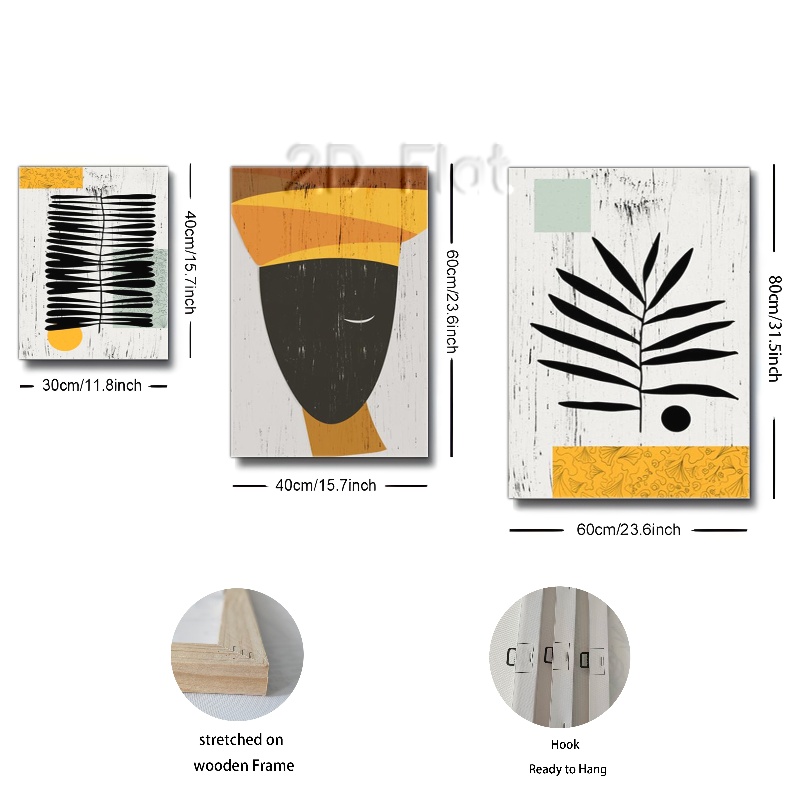 2D Flat
40cm/15.7inch
30cm/11.8inch
60cm/23.6inch
40cm/15.7inch
80cm/31.5inch
60cm/23.6inch
stretched on
wooden Frame
Hook
Ready to Hang